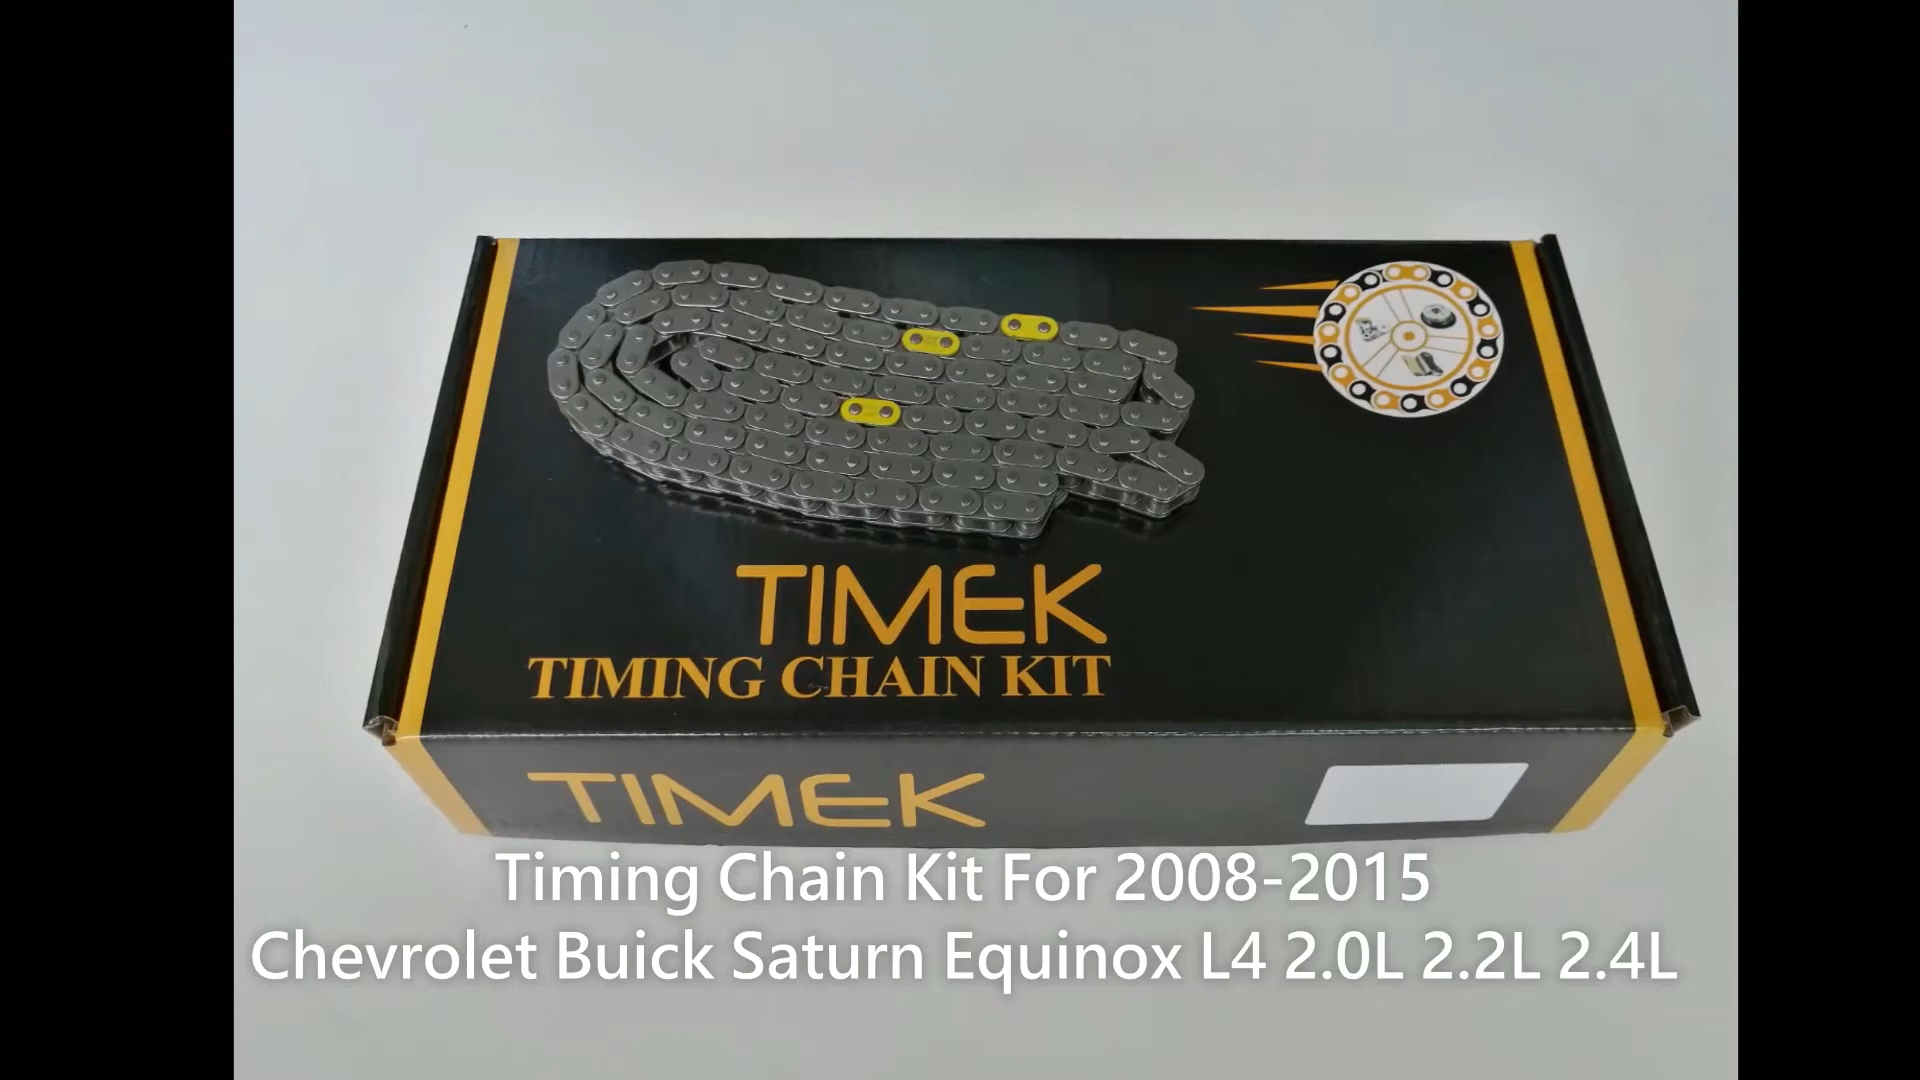 TIMEK
TIMING CHAIN KIT
TIMEK
Timing Chain Kit For 2008-2015
Chevrolet Buick Saturn Equinox L4 2.0L 2.2L 2.4L